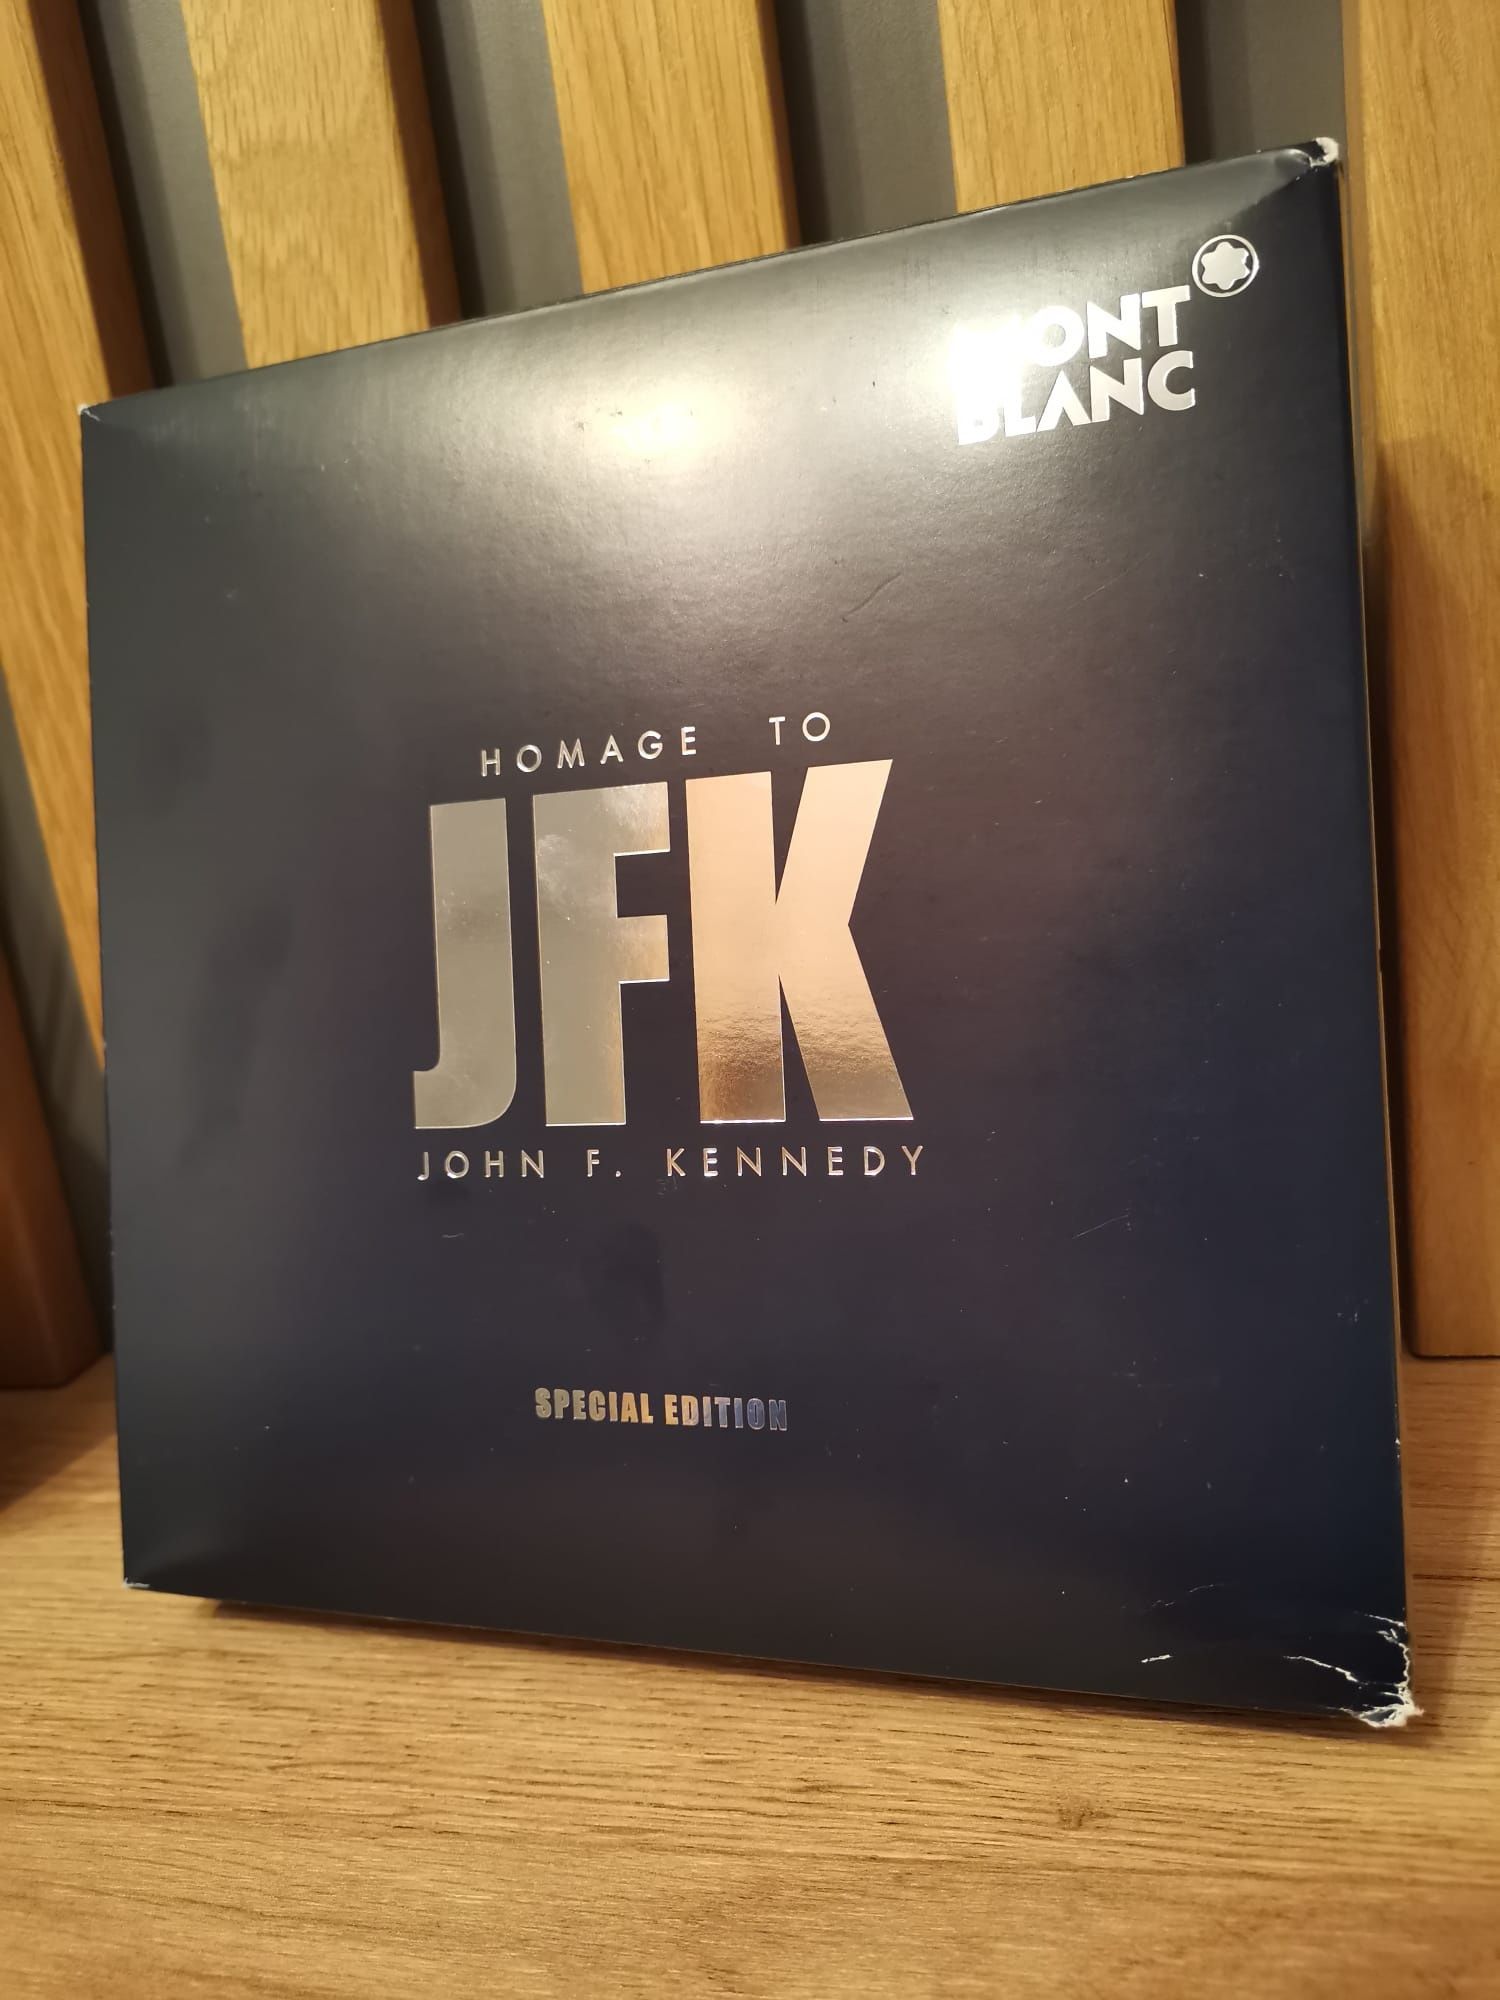 MONT
BLANC
HOMAGE TO
JFK
JOHN F. KENNEDY
SPECIAL EDITION